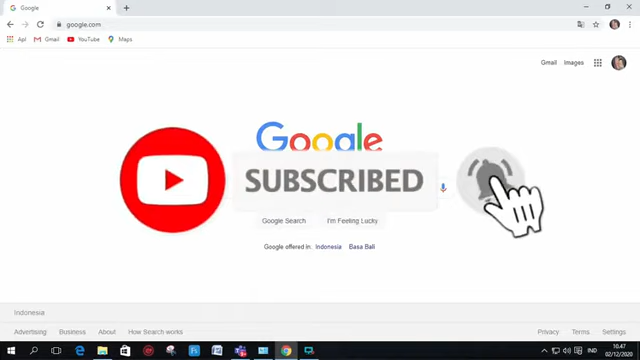 Google
google.com
Apl
Gmail
YouTube
Maps
Gmail
Images
Google
SUBSCRIBED
Google Search
I'm Feeling Lucky
Google offered in: Indonesia Basa Bali
Indonesia
Advertising Business About How Search works
Privacy Terms Settings
IND
10.47
02/12/2020